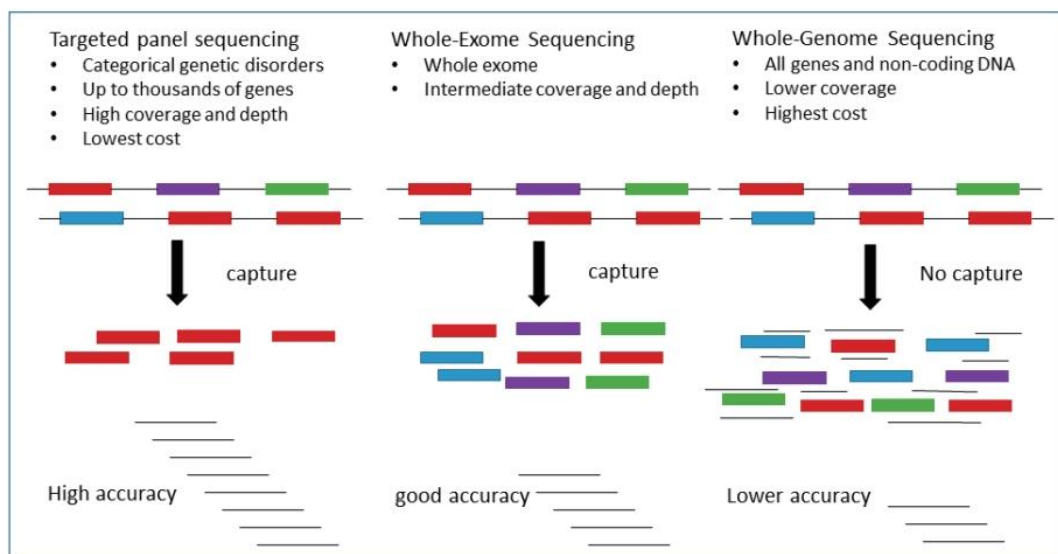 Targeted panel sequencing
• Categorical genetic disorders
• Up to thousands of genes
• High coverage and depth
• Lowest cost
Whole-Exome Sequencing
• Whole exome
• Intermediate coverage and depth
Whole-Genome Sequencing
• All genes and non-coding DNA
• Lower coverage
• Highest cost
capture
capture
No capture
High accuracy
good accuracy
Lower accuracy